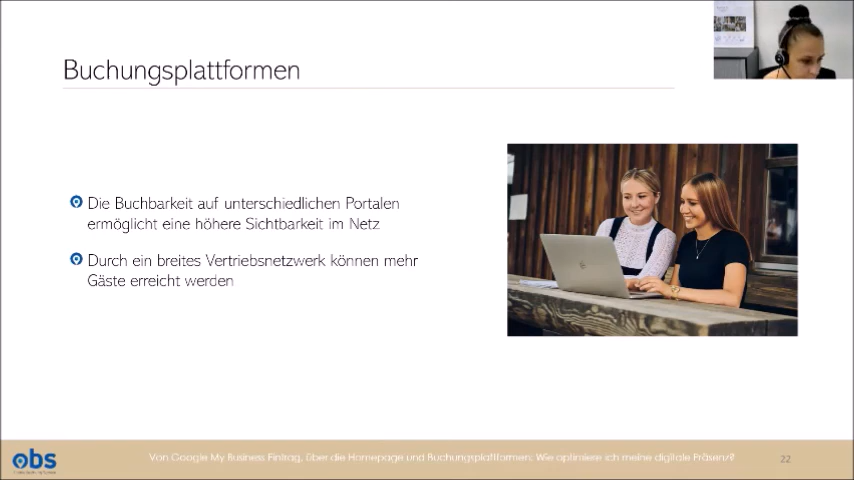 Buchungsplattformen
Die Buchbarkeit auf unterschiedlichen Portalen
ermöglicht eine höhere Sichtbarkeit im Netz
Durch ein breites Vertriebsnetzwerk können mehr
Gäste erreicht werden
obs
Von Google My Business Eintrag, über die Homepage und Buchungsplattformen: Wie optimiere ich meine digitale Präsenz?
22